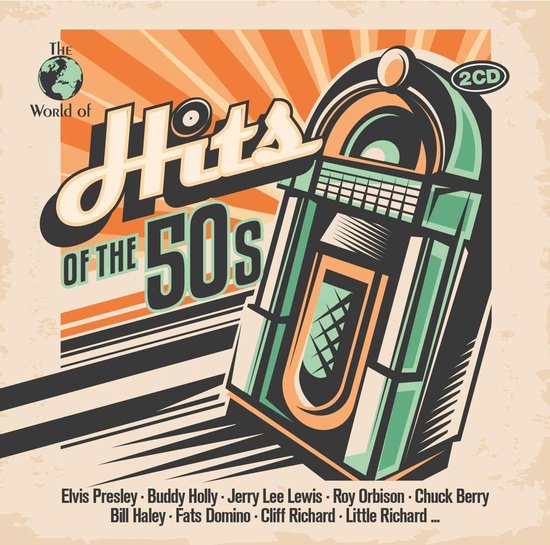 The
World of
2CD
Hits
OF THE 50s
Elvis Presley · Buddy Holly · Jerry Lee Lewis · Roy Orbison · Chuck Berry
Bill Haley · Fats Domino · Cliff Richard · Little Richard ...